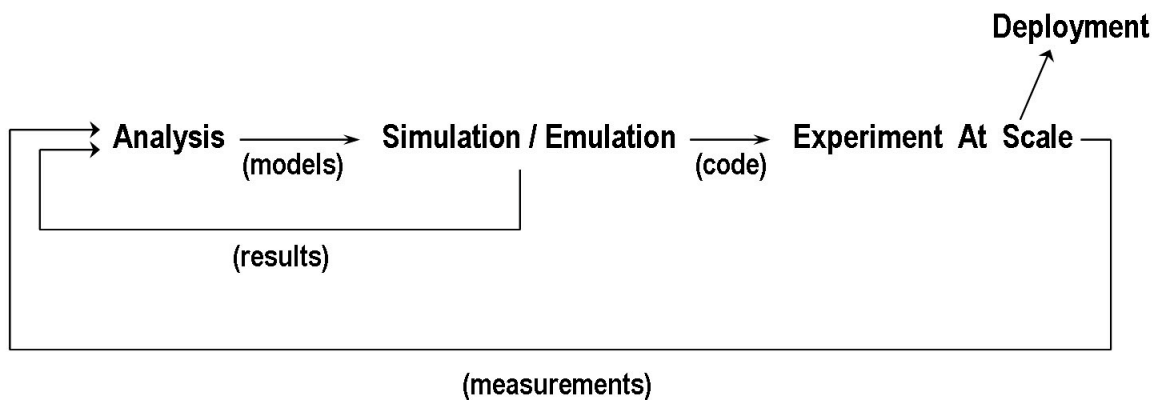 Deployment
Analysis
Simulation / Emulation
Experiment At Scale
(models)
(code)
(results)
(measurements)